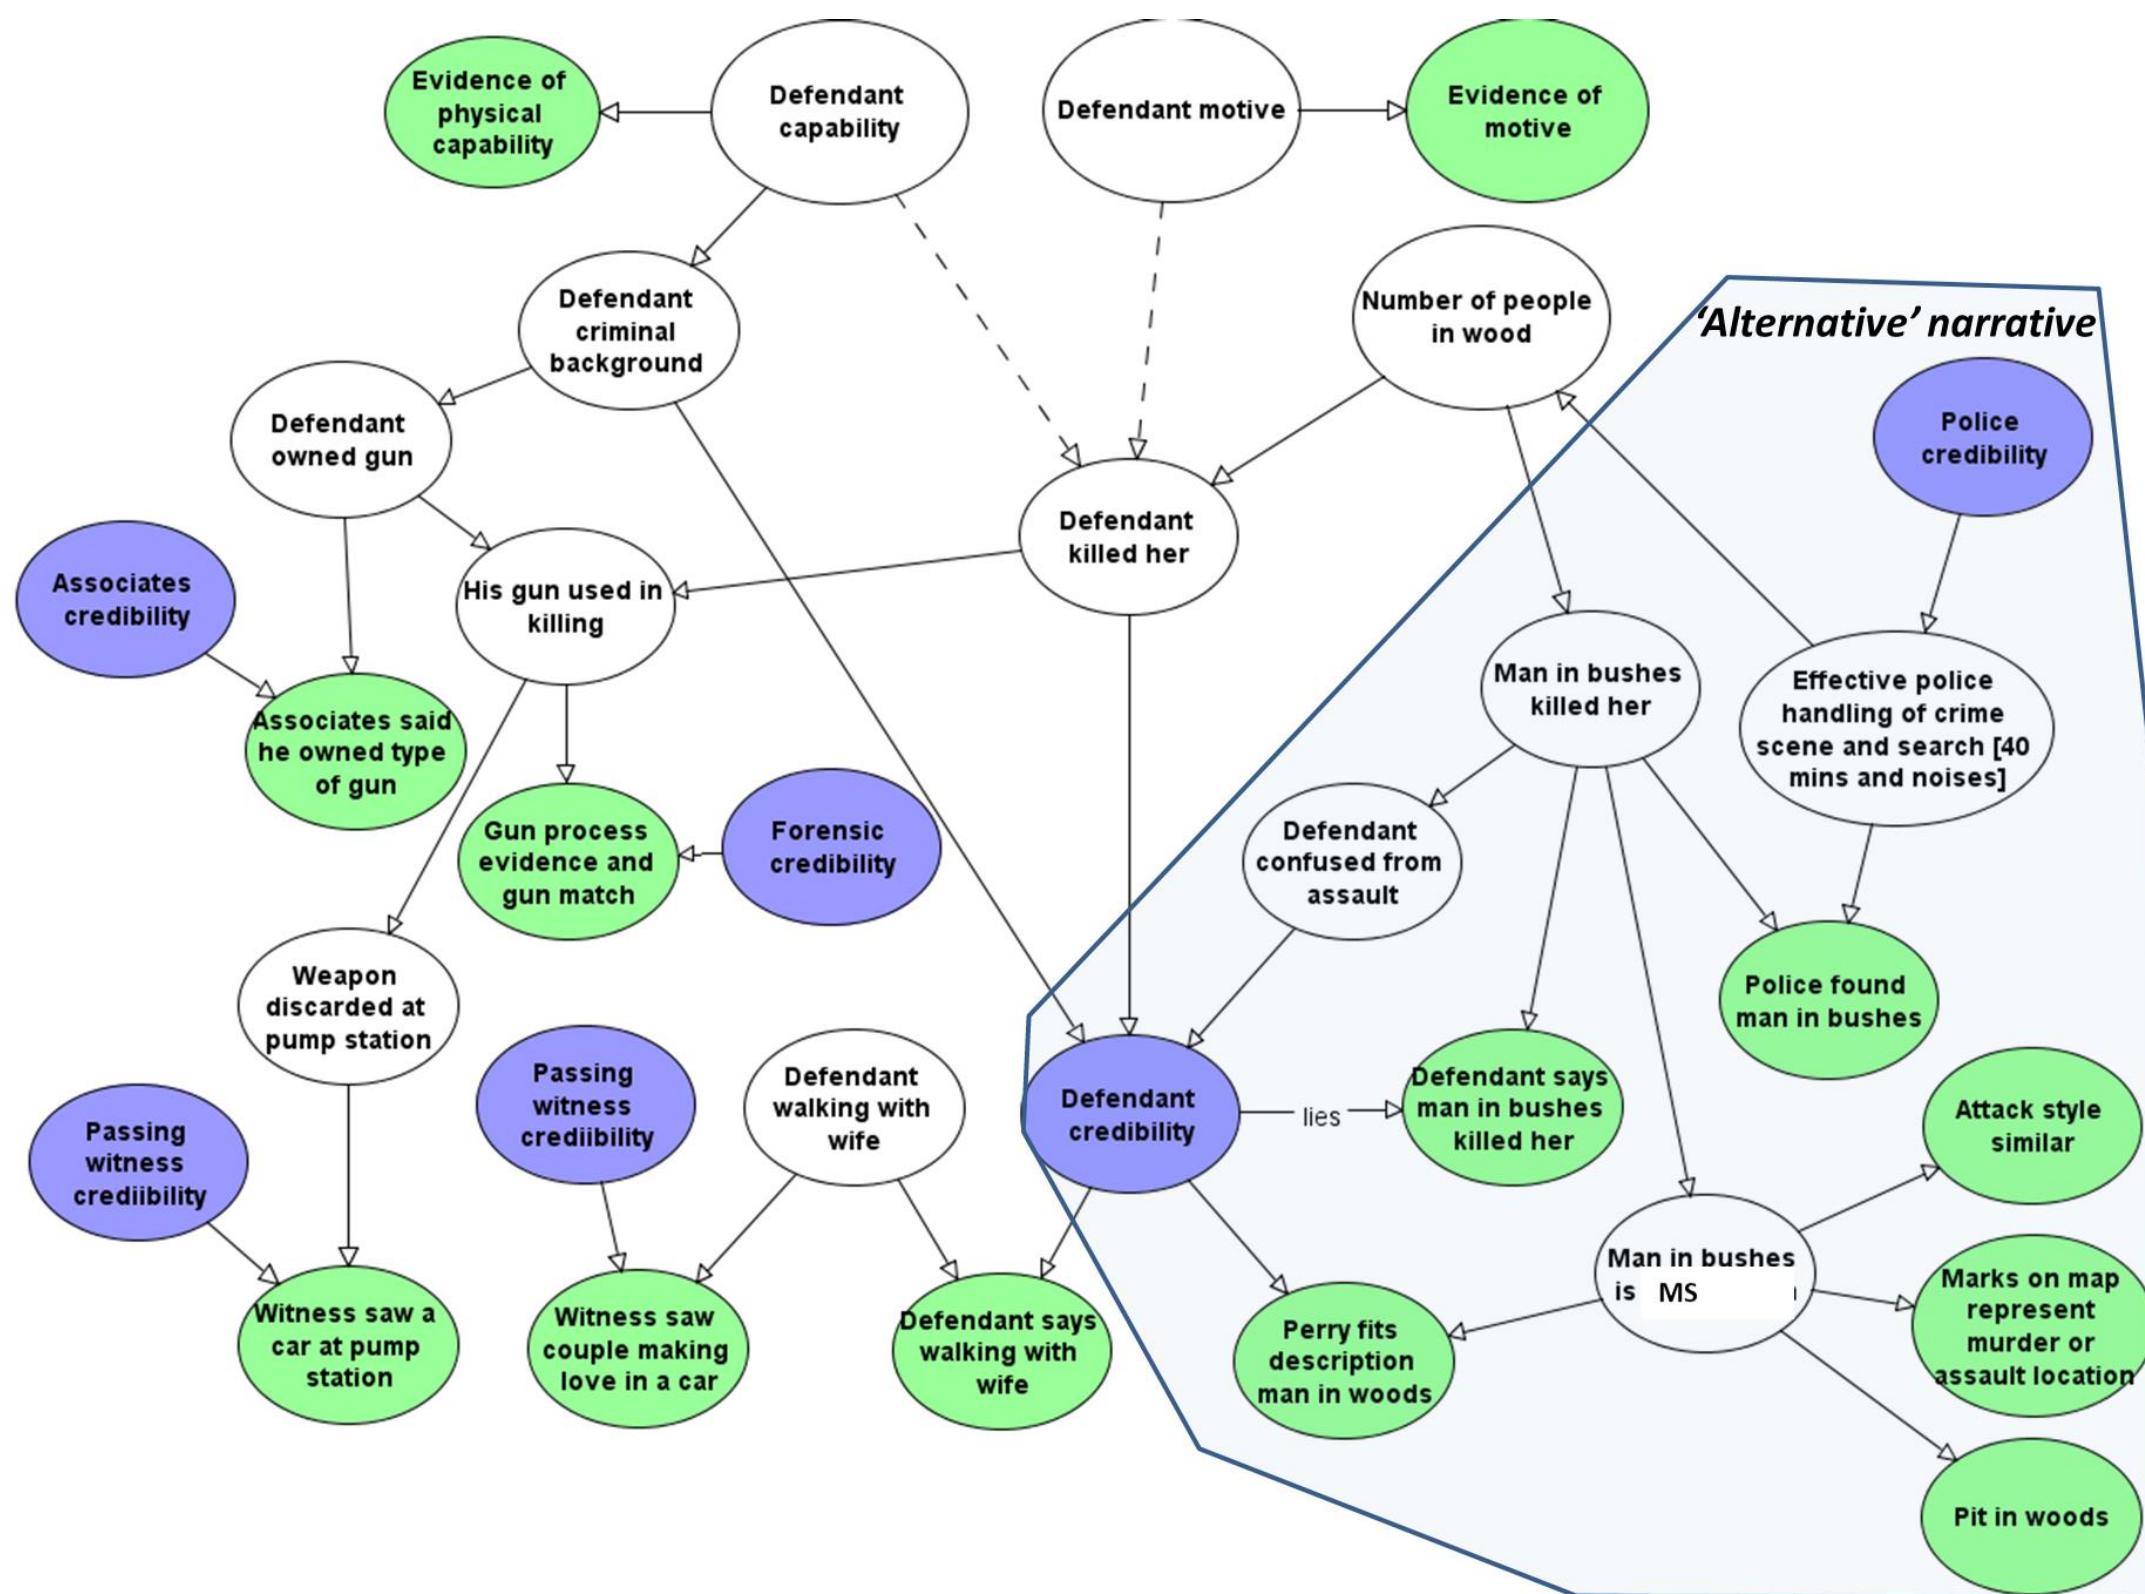 Evidence of
physical
capability
Defendant
capability
Defendant motive
Evidence of
motive
Defendant
criminal
background
Number of people
in wood
‘Alternative’ narrative
Police
credibility
Defendant
owned gun
Defendant
killed her
Associates
credibility
His gun used in
killing
Man in bushes
killed her
Effective police
handling of crime
scene and search [40
mins and noises]
Associates said
he owned type
of gun
Gun process
evidence and
gun match
Forensic
credibility
Defendant
confused from
assault
Police found
man in bushes
Weapon
discarded at
pump station
Passing
witness
crediibility
Passing
witness
crediibility
Defendant
walking with
wife
Defendant
credibility
lies
Defendant says
man in bushes
killed her
Attack style
similar
Man in bushes
is MS
Marks on map
represent
murder or
assault location
Witness saw a
car at pump
station
Witness saw
couple making
love in a car
Defendant says
walking with
wife
Perry fits
description
man in woods
Pit in woods